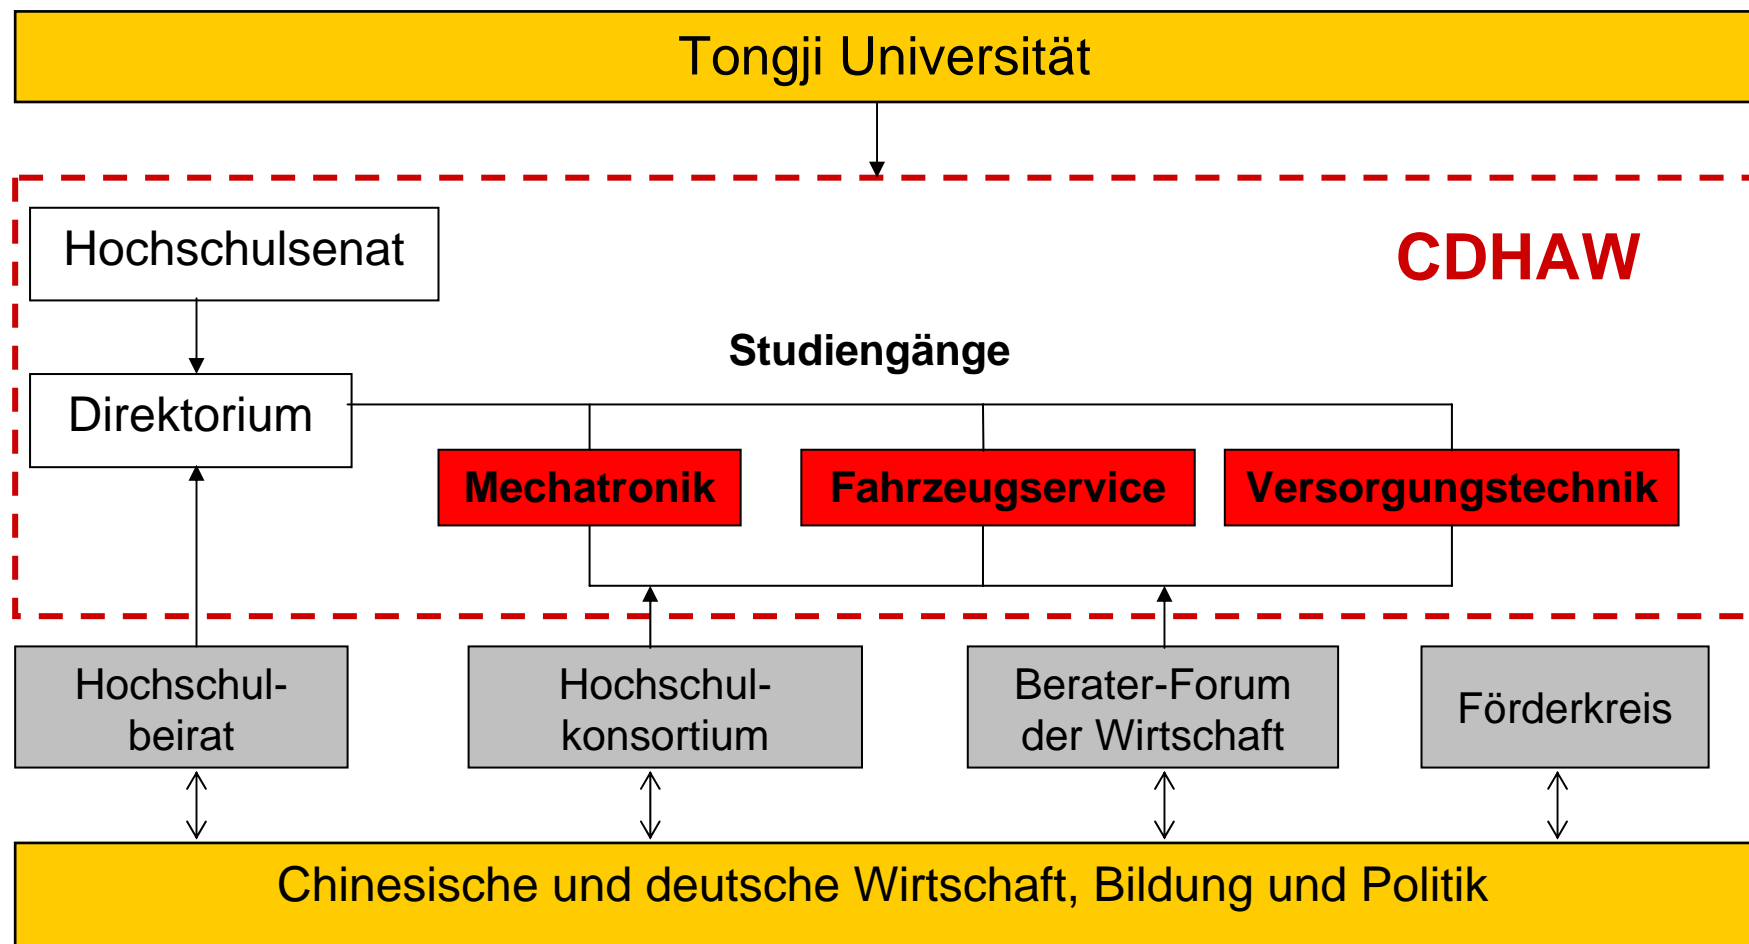 Tongji Universität
Hochschulsenat
CDHAW
Studiengänge
Direktorium
Mechatronik
Fahrzeugservice
Versorgungstechnik
Hochschul-
beirat
Hochschul-
konsortium
Berater-Forum
der Wirtschaft
Förderkreis
Chinesische und deutsche Wirtschaft, Bildung und Politik